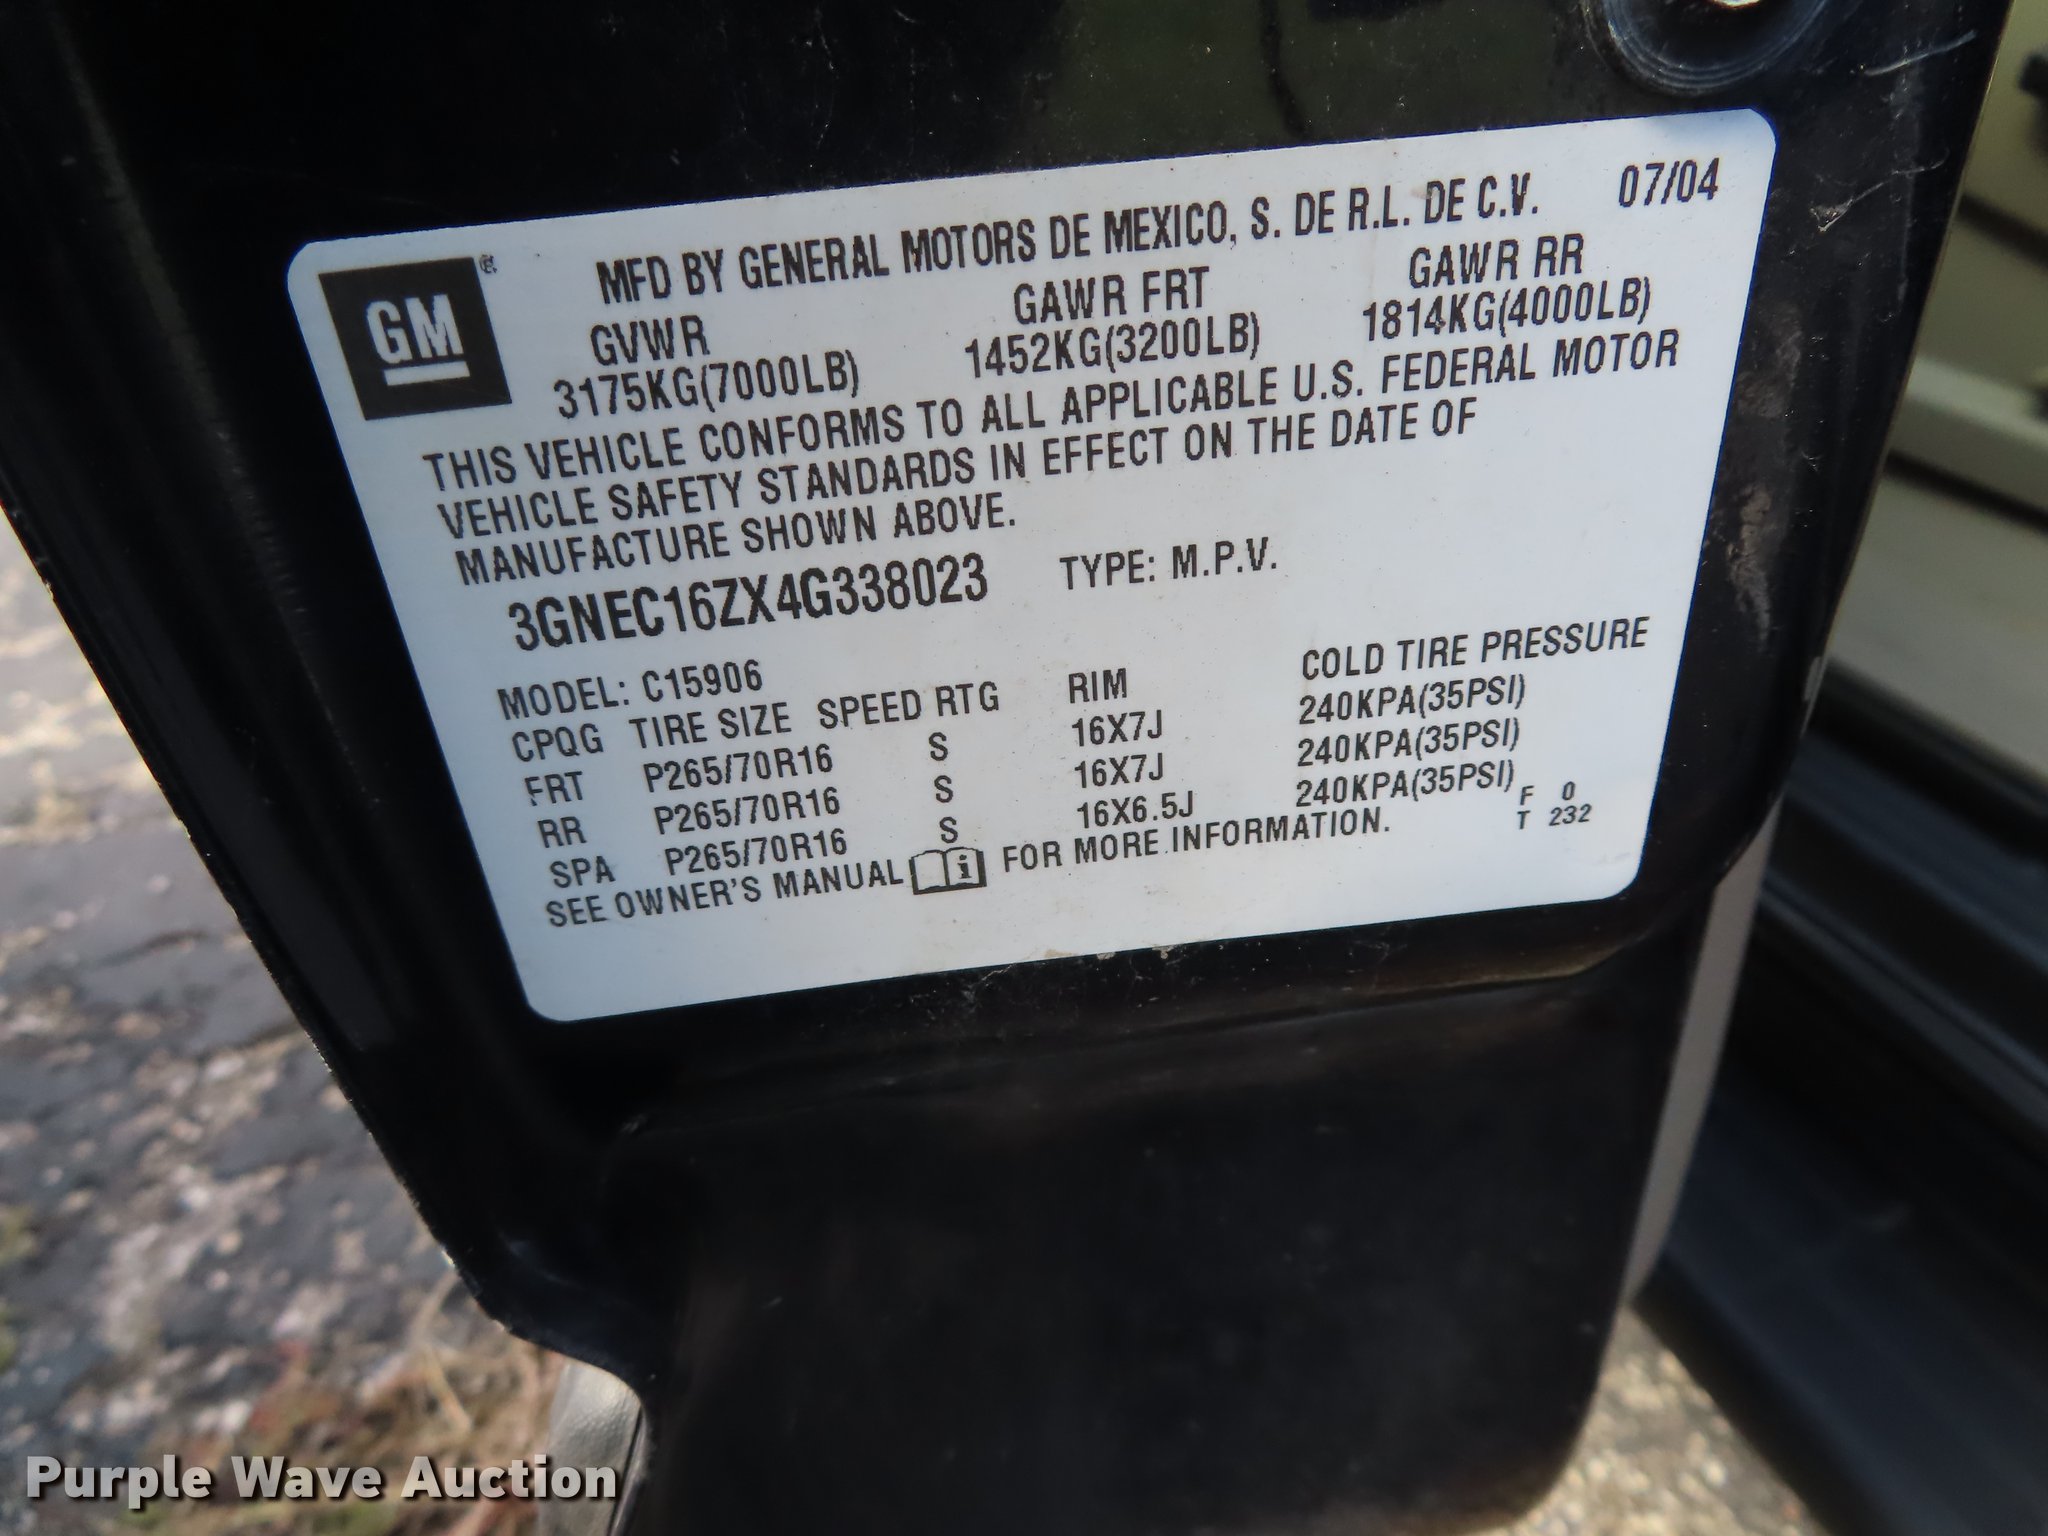 GM
MFD BY GENERAL MOTORS DE MEXICO, S. DE R.L. DE C.V. 07/04
GVWR GAWR FRT GAWR RR
3175KG(7000LB) 1452KG(3200LB) 1814KG(4000LB)
THIS VEHICLE CONFORMS TO ALL APPLICABLE U.S. FEDERAL MOTOR
VEHICLE SAFETY STANDARDS IN EFFECT ON THE DATE OF
MANUFACTURE SHOWN ABOVE.
3GNEC16ZX4G338023 TYPE: M.P.V.
MODEL: C15906
CPQG TIRE SIZE SPEED RTG RIM COLD TIRE PRESSURE
FRT P265/70R16 S 16X7J 240KPA(35PSI)
RR P265/70R16 S 16X7J 240KPA(35PSI)
SPA P265/70R16 S 16X6.5J 240KPA(35PSI)
SEE OWNER'S MANUAL FOR MORE INFORMATION.
F 0
T 232
Purple Wave Auction